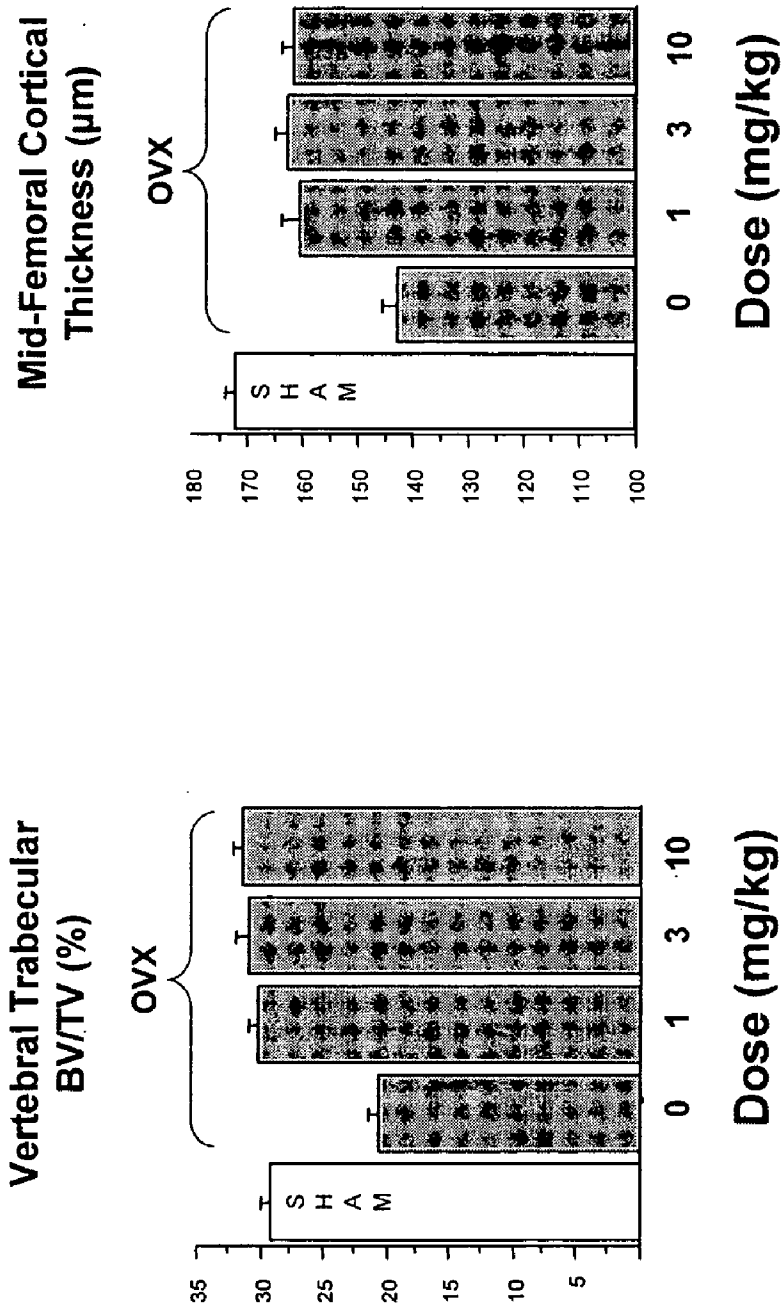 Vertebral Trabecular
BV/TV (%)
OVX
35
30
25
20
15
10
5
S
H
A
M
0
1
3
10
Dose (mg/kg)
Mid-Femoral Cortical
Thickness (µm)
OVX
180
170
160
150
140
130
120
110
100
S
H
A
M
0
1
3
10
Dose (mg/kg)